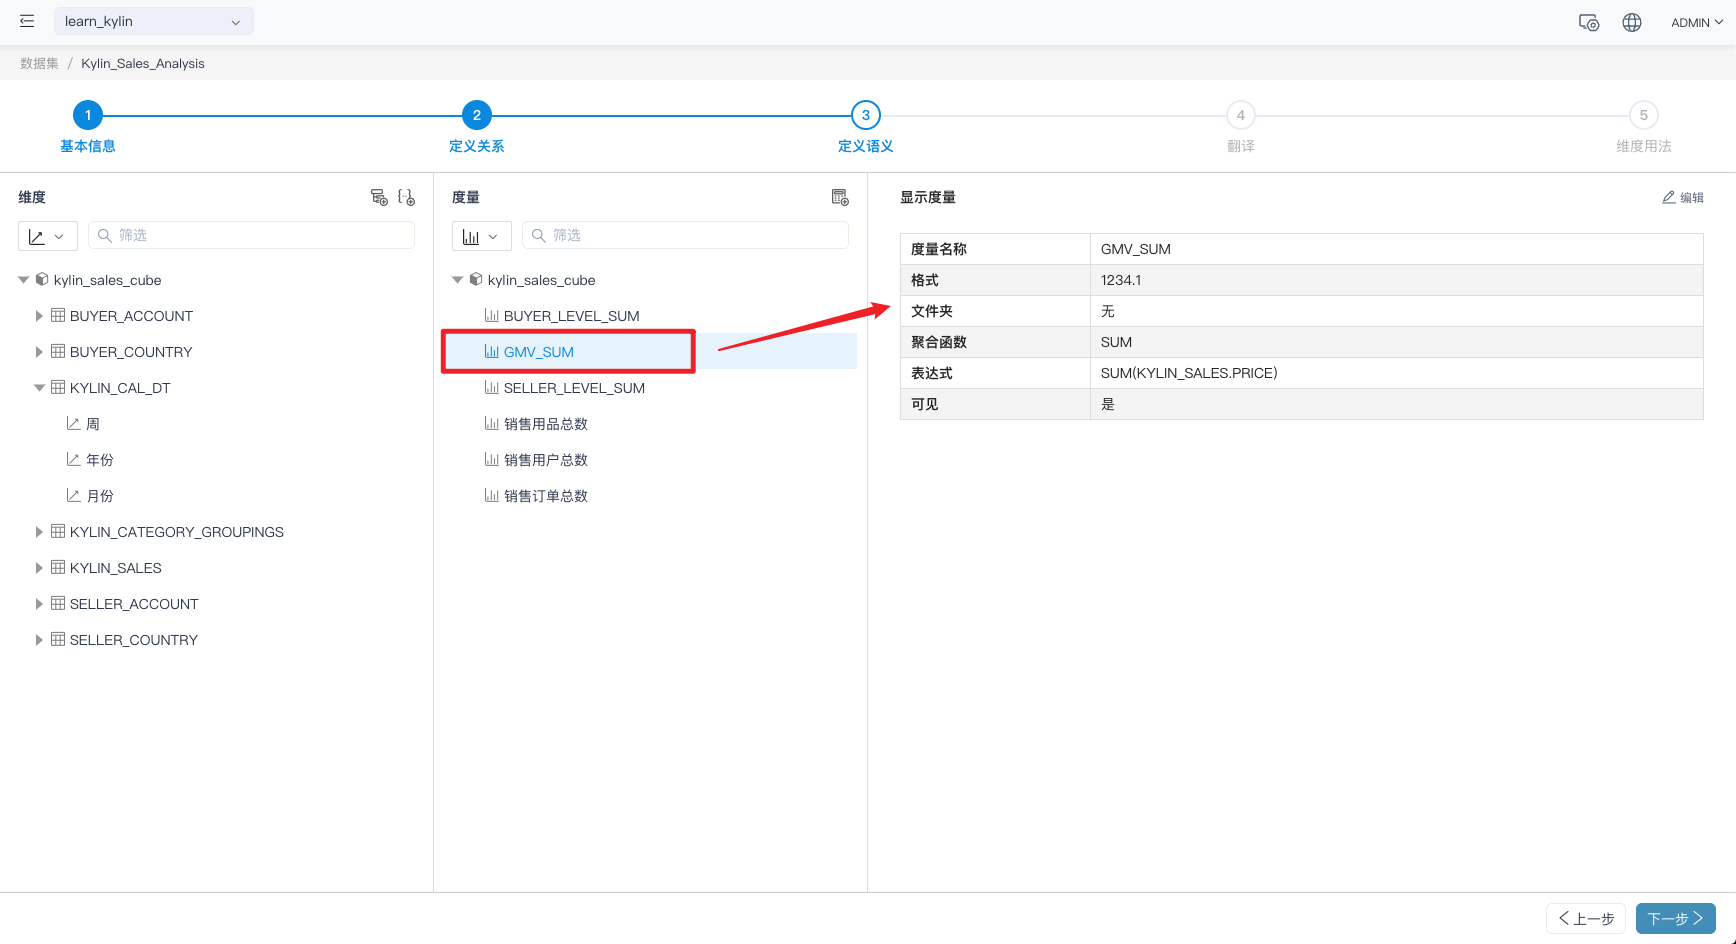 learn_kylin
ADMIN
数据集 / Kylin_Sales_Analysis
1
基本信息
2
定义关系
3
定义语义
4
翻译
5
维度用法
维度
筛选
kylin_sales_cube
BUYER_ACCOUNT
BUYER_COUNTRY
KYLIN_CAL_DT
周
年份
月份
KYLIN_CATEGORY_GROUPINGS
KYLIN_SALES
SELLER_ACCOUNT
SELLER_COUNTRY
度量
筛选
kylin_sales_cube
BUYER_LEVEL_SUM
GMV_SUM
SELLER_LEVEL_SUM
销售用品总数
销售用户总数
销售订单总数
显示度量
编辑
度量名称 GMV_SUM
格式 1234.1
文件夹 无
聚合函数 SUM
表达式 SUM(KYLIN_SALES.PRICE)
可见 是
上一步
下一步